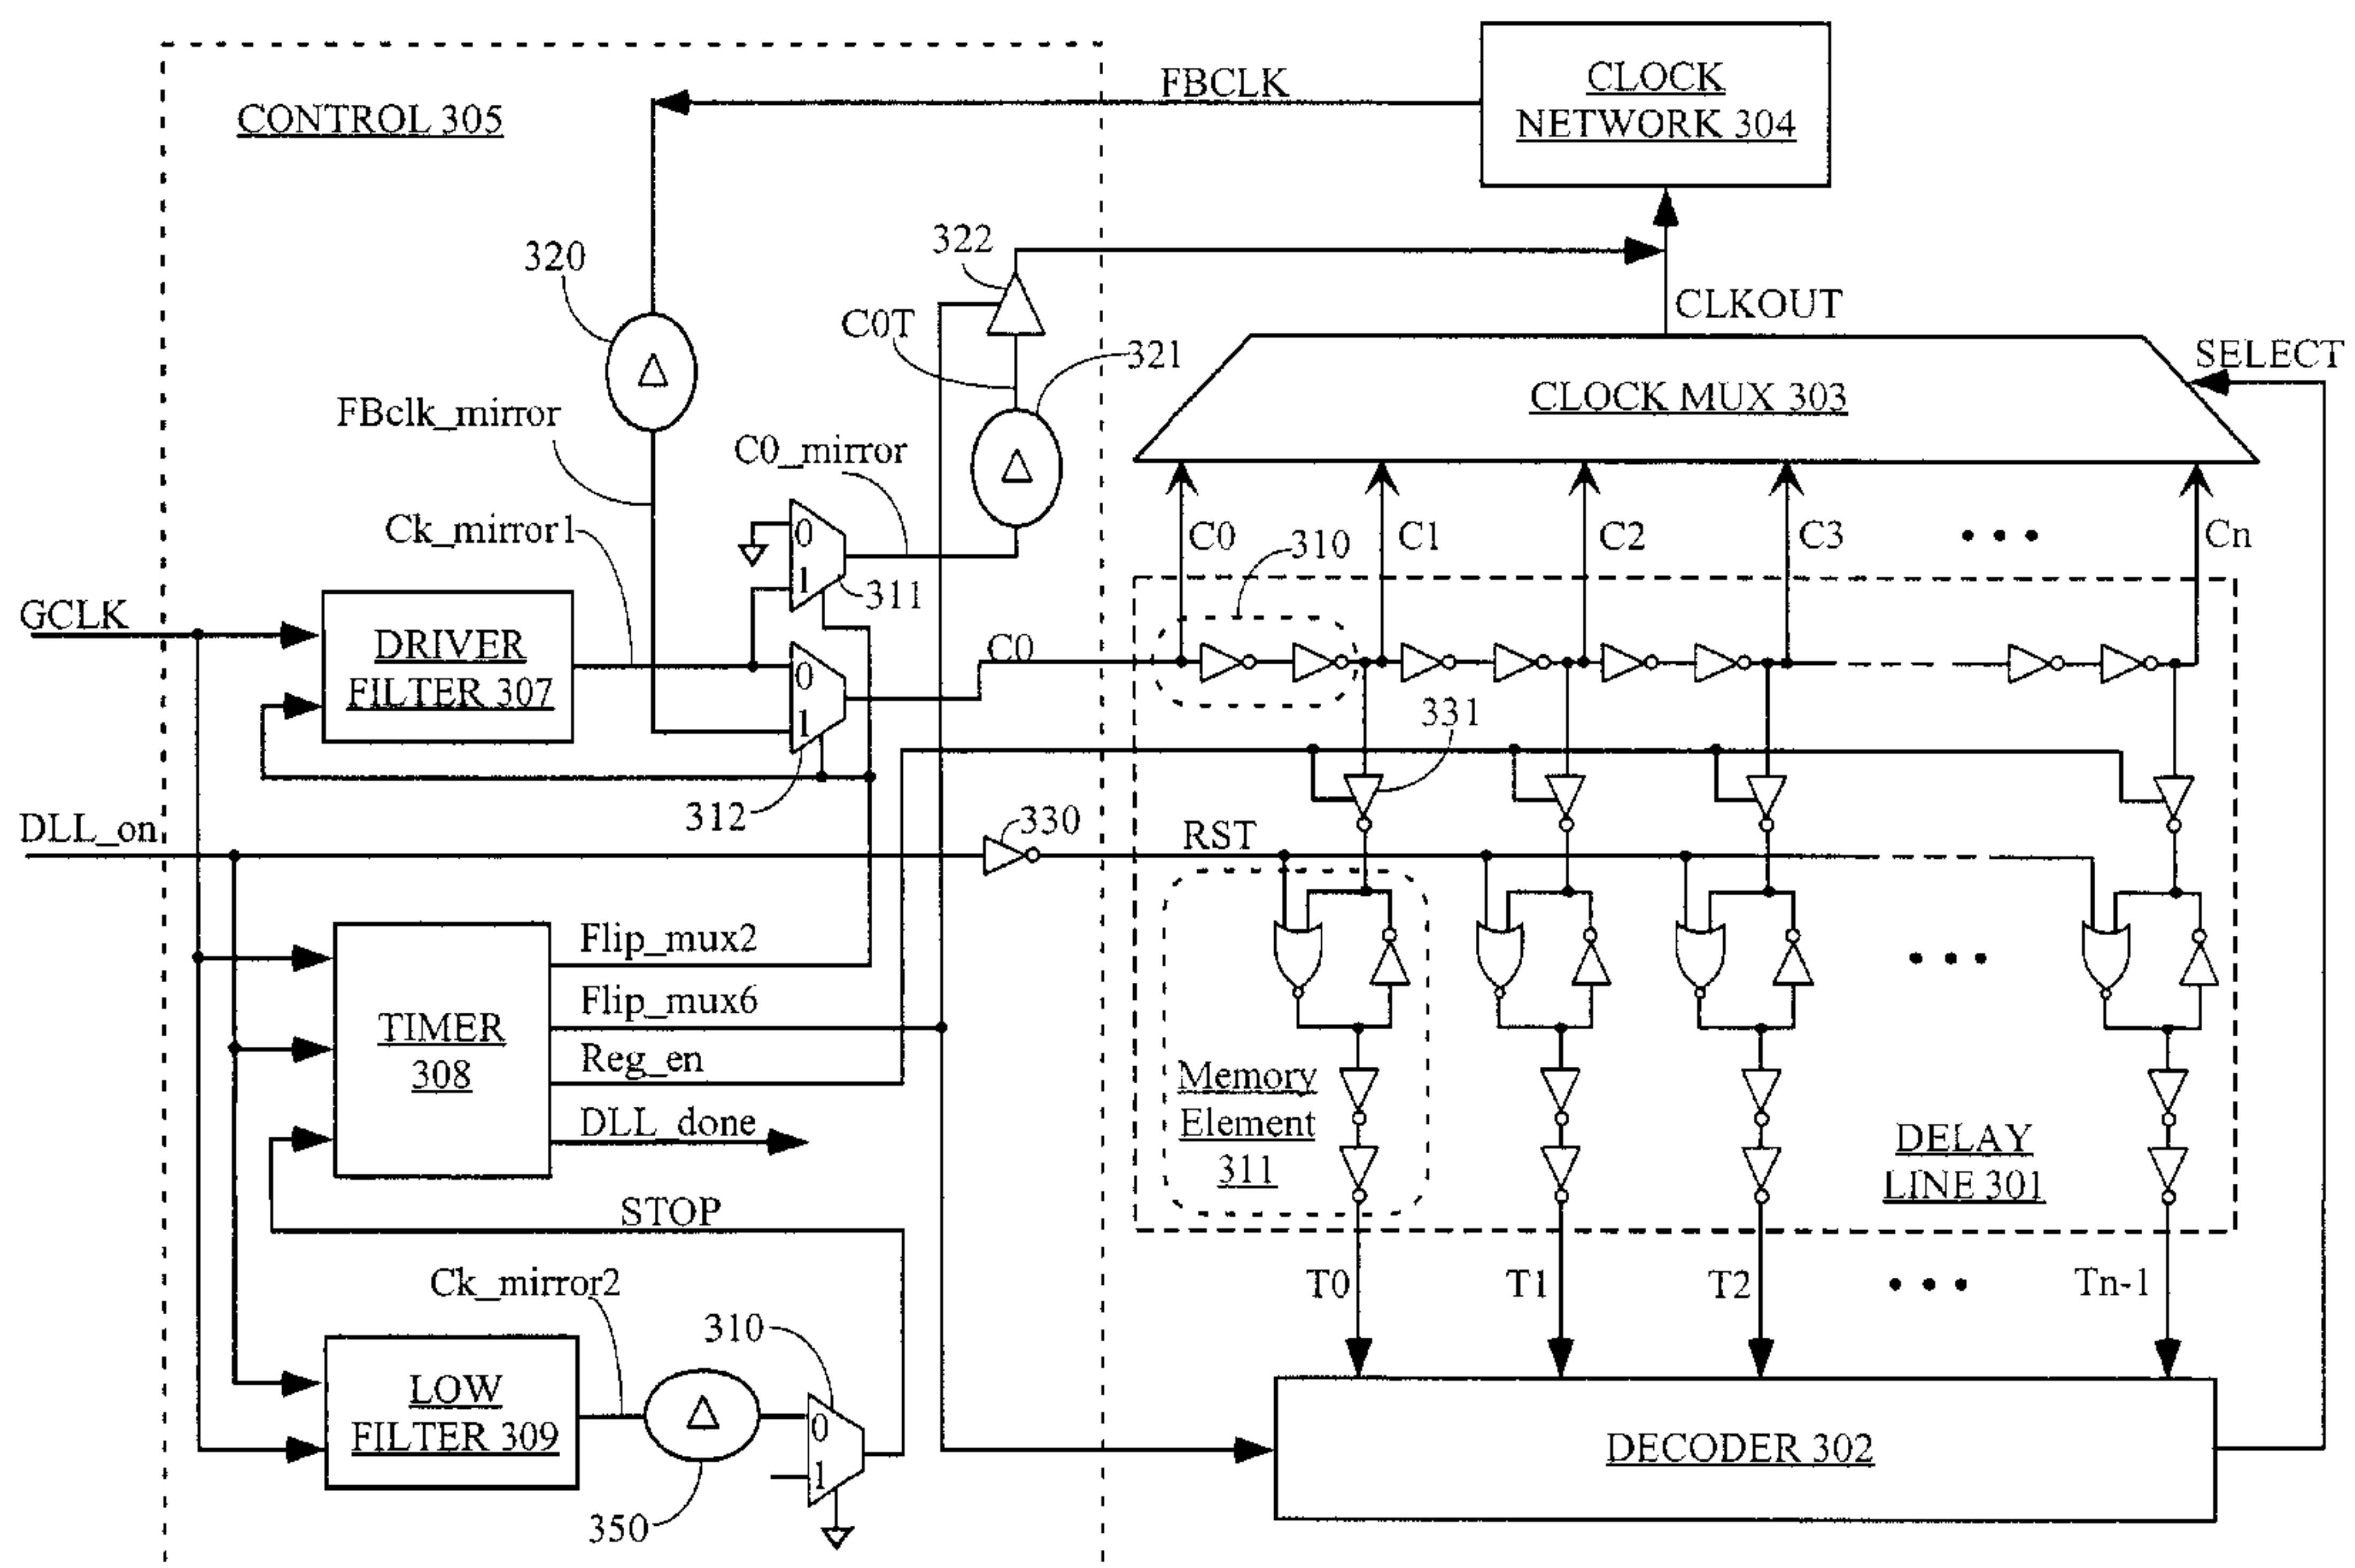 CONTROL 305
FBCLK
CLOCK
NETWORK 304
320
322
C0T
321
CLKOUT
SELECT
CLOCK MUX 303
FBclk_mirror
C0_mirror
Ck_mirror1
0
1
311
310
C0
C1
C2
C3
• • •
Cn
GCLK
DRIVER
FILTER 307
0
1
312
C0
331
DLL_on
330
RST
TIMER
308
Flip_mux2
Flip_mux6
Reg_en
DLL_done
• • •
Memory
Element
311
DELAY
LINE 301
STOP
Ck_mirror2
310
T0
T1
T2
• • •
Tn-1
LOW
FILTER 309
0
1
350
DECODER 302